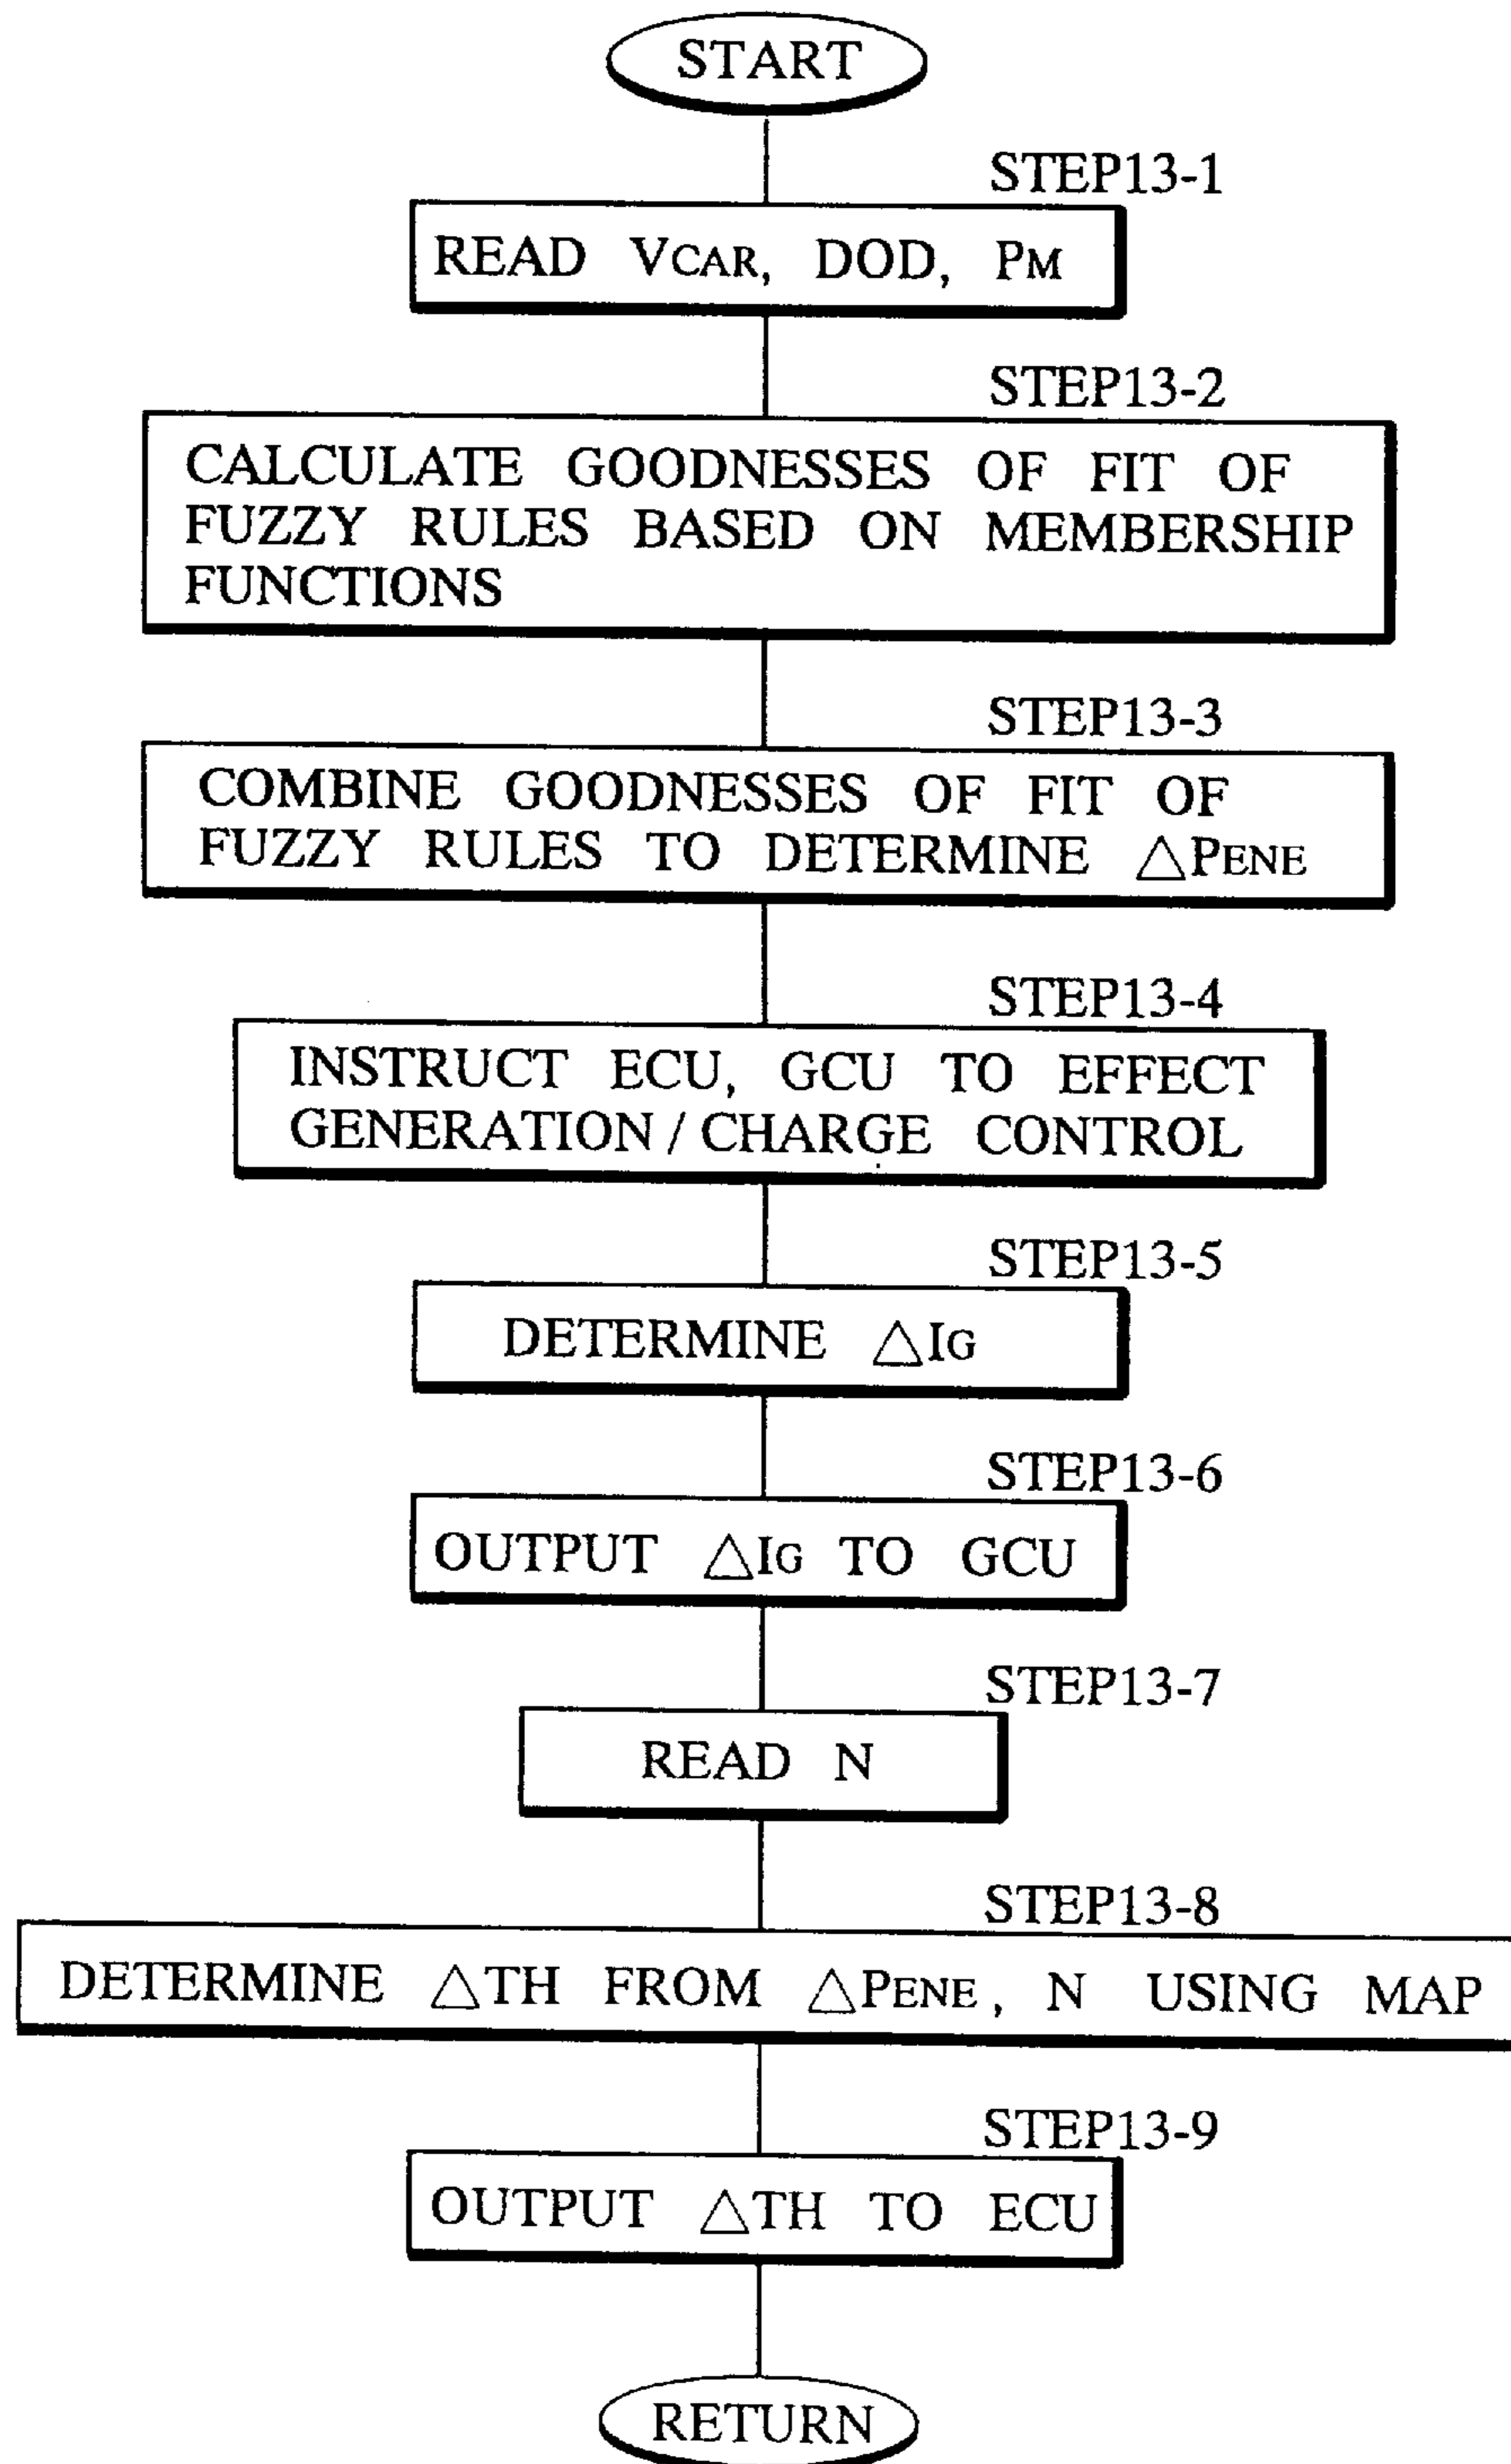 START
STEP13-1
READ VCAR, DOD, PM
STEP13-2
CALCULATE GOODNESSES OF FIT OF
FUZZY RULES BASED ON MEMBERSHIP
FUNCTIONS
STEP13-3
COMBINE GOODNESSES OF FIT OF
FUZZY RULES TO DETERMINE △PENE
STEP13-4
INSTRUCT ECU, GCU TO EFFECT
GENERATION / CHARGE CONTROL
STEP13-5
DETERMINE △IG
STEP13-6
OUTPUT △IG TO GCU
STEP13-7
READ N
STEP13-8
DETERMINE △TH FROM △PENE, N USING MAP
STEP13-9
OUTPUT △TH TO ECU
RETURN